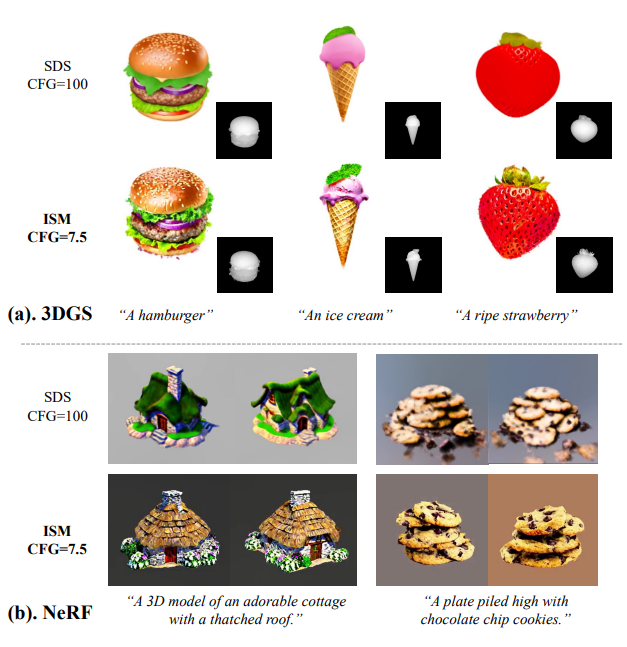 SDS
CFG=100
ISM
CFG=7.5
(a). 3DGS
“A hamburger”
“An ice cream”
“A ripe strawberry”
SDS
CFG=100
ISM
CFG=7.5
(b). NeRF
“A 3D model of an adorable cottage
with a thatched roof.”
“A plate piled high with
chocolate chip cookies.”